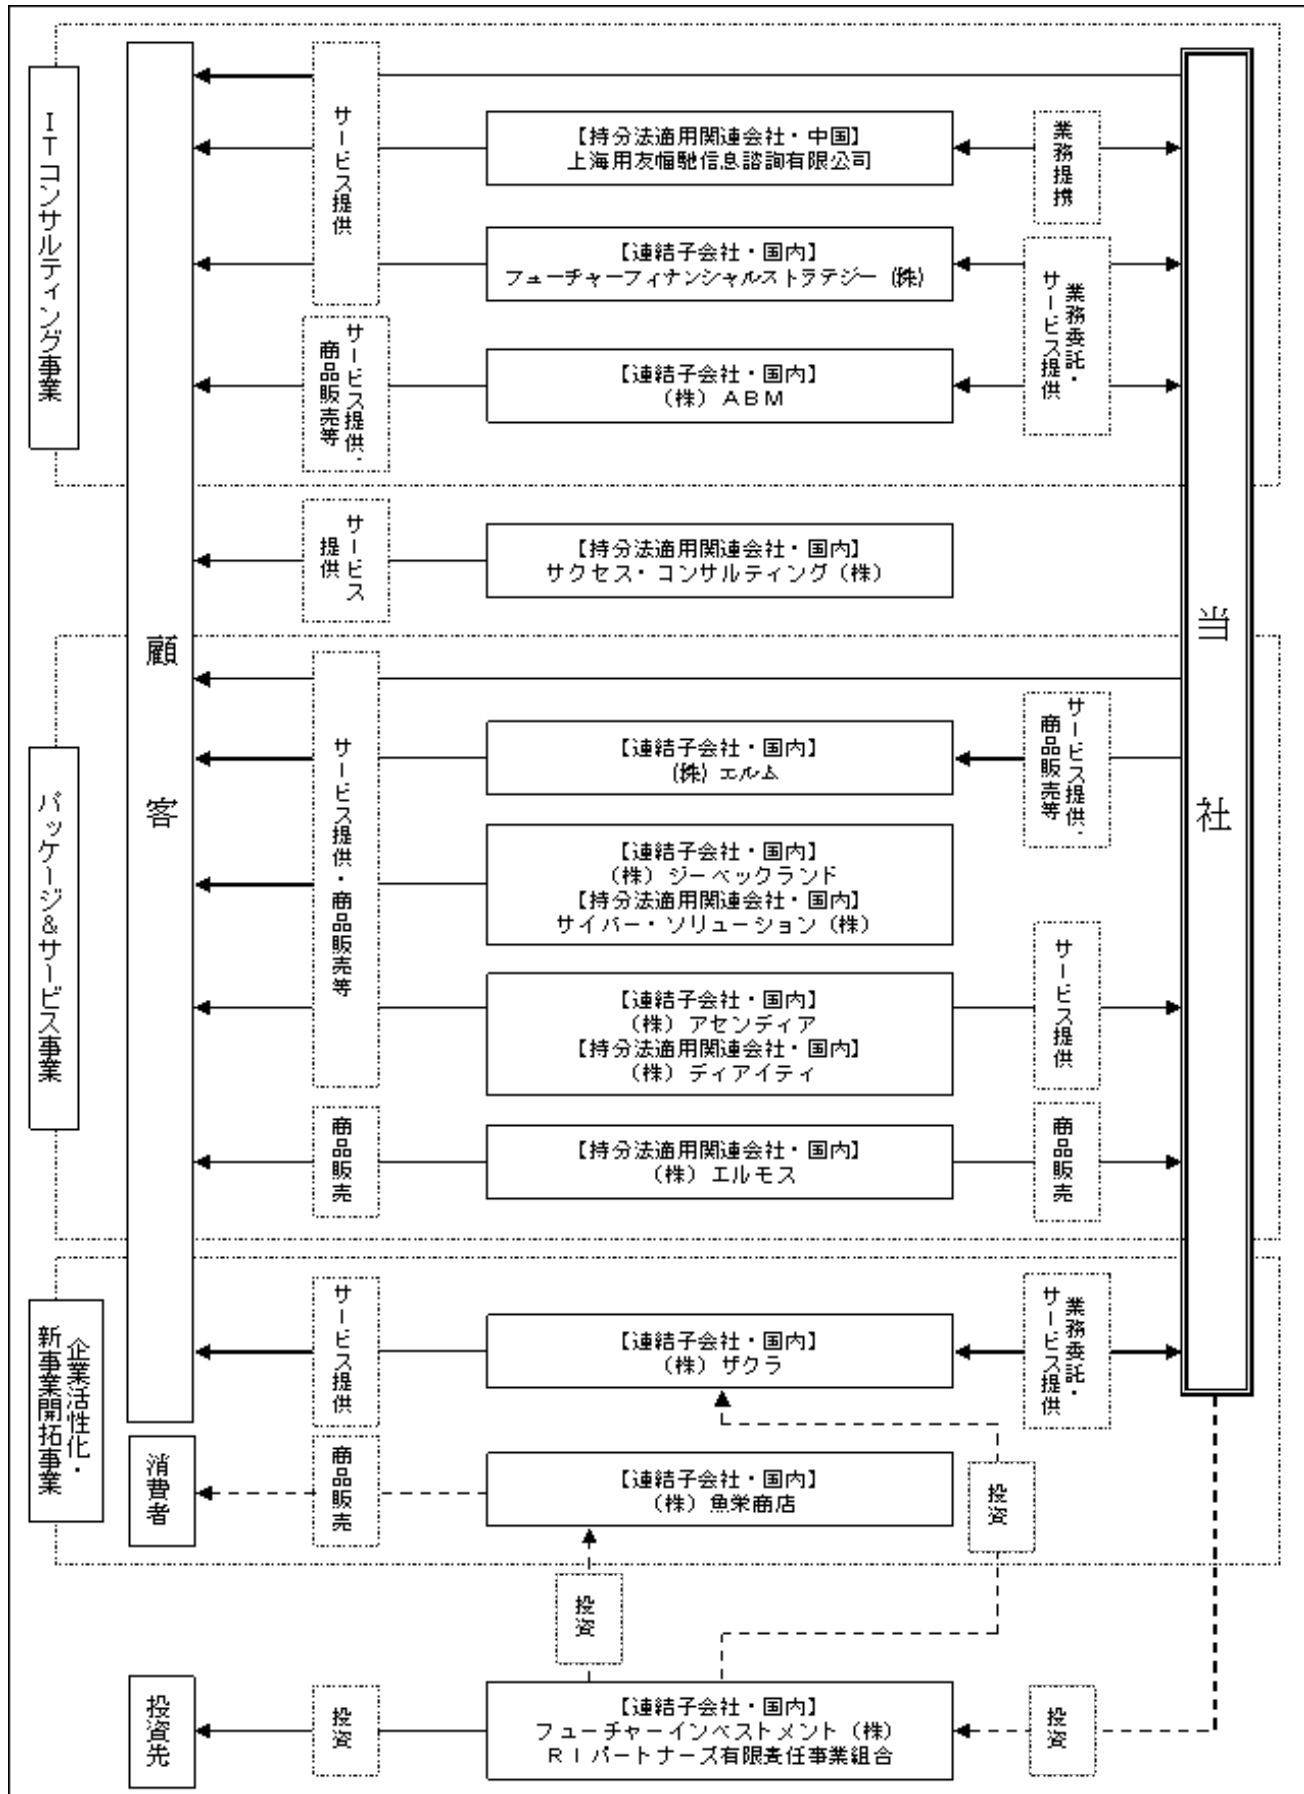 ITコンサルティング事業
サービス提供
【持分法適用関連会社・中国】
上海用友幅馳信息諮詢有限公司
業務提携
【連結子会社・国内】
フューチャーフィナンシャルストラテジー(株)
業務委託・
サービス提供
サービス提供・
商品販売等
【連結子会社・国内】
(株)ABM
サービス
提供
【持分法適用関連会社・国内】
サクセス・コンサルティング(株)
顧客
当社
パッケージ&サービス事業
サービス提供・商品販売等
【連結子会社・国内】
(株)エルム
サービス提供・
商品販売等
【連結子会社・国内】
(株)ジーベックランド
【持分法適用関連会社・国内】
サイバー・ソリューション(株)
【連結子会社・国内】
(株)アセンディア
【持分法適用関連会社・国内】
(株)ディアイティ
サービス提供
商品販売
【持分法適用関連会社・国内】
(株)エルモス
商品販売
企業活性化・
新事業開拓事業
サービス提供
【連結子会社・国内】
(株)ザクラ
業務委託・
サービス提供
消費者
商品販売
【連結子会社・国内】
(株)魚栄商店
投資
投資
投資先
投資
【連結子会社・国内】
フューチャーインベストメント(株)
RIパートナーズ有限責任事業組合
投資